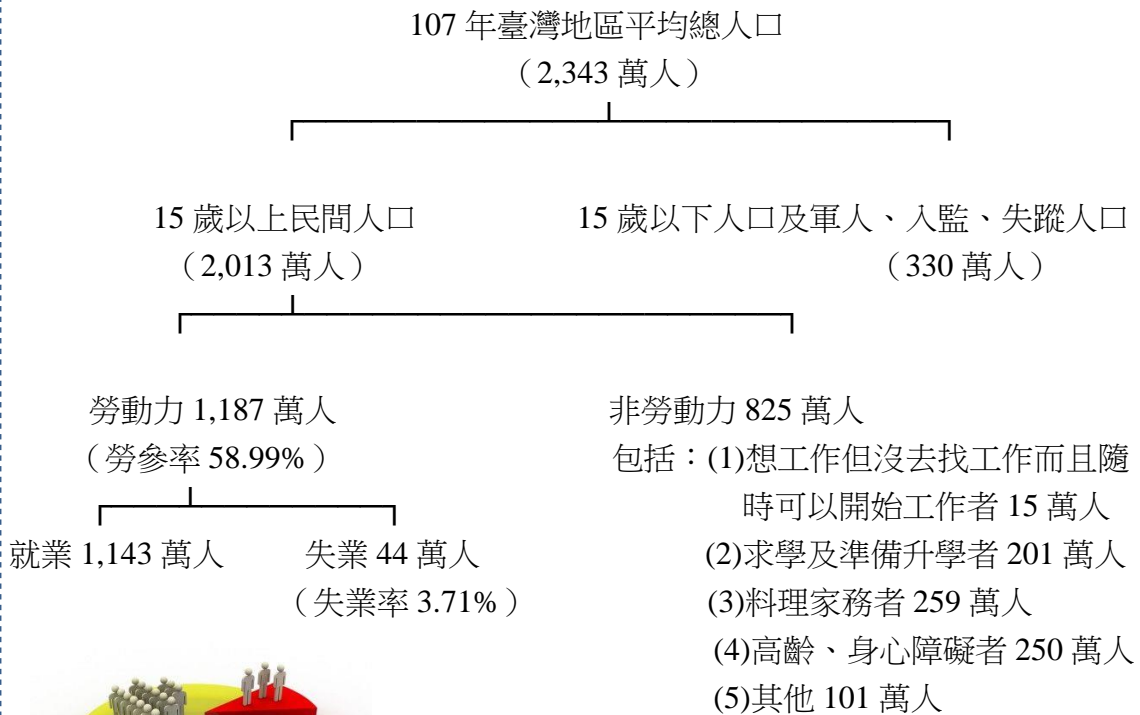 107 年臺灣地區平均總人口
（2,343 萬人）
15 歲以上民間人口
15 歲以下人口及軍人、入監、失蹤人口
（2,013 萬人）
（330 萬人）
勞動力 1,187 萬人
（勞參率 58.99%）
就業 1,143 萬人
失業 44 萬人
（失業率 3.71%）
非勞動力 825 萬人
包括：(1)想工作但沒去找工作而且隨
時可以開始工作者 15 萬人
(2)求學及準備升學者 201 萬人
(3)料理家務者 259 萬人
(4)高齡、身心障礙者 250 萬人
(5)其他 101 萬人